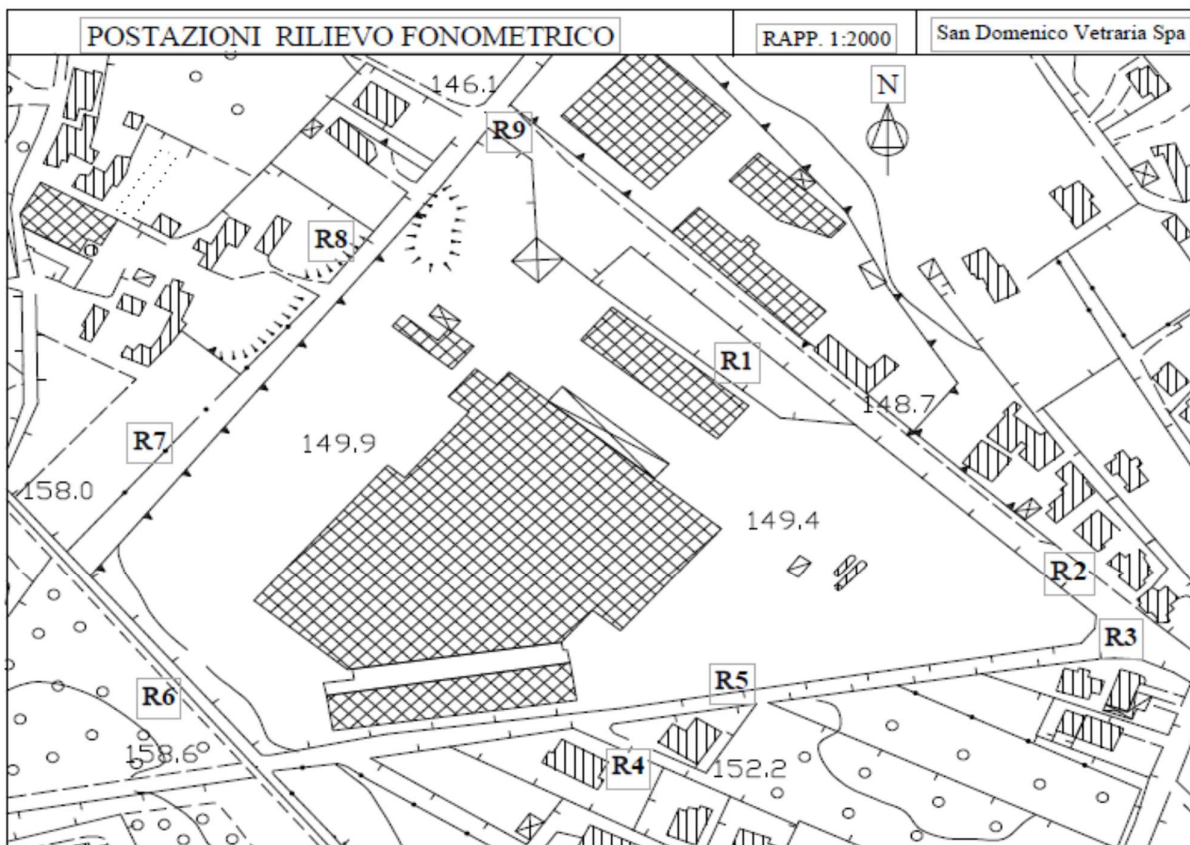 POSTAZIONI RILIEVO FONOMETRICO
RAPP. 1:2000
San Domenico Vetraria Spa
146.1
N
R9
R8
R1
148.7
R7
149.9
158.0
149.4
R2
R3
R6
R5
158.6
R4
152.2